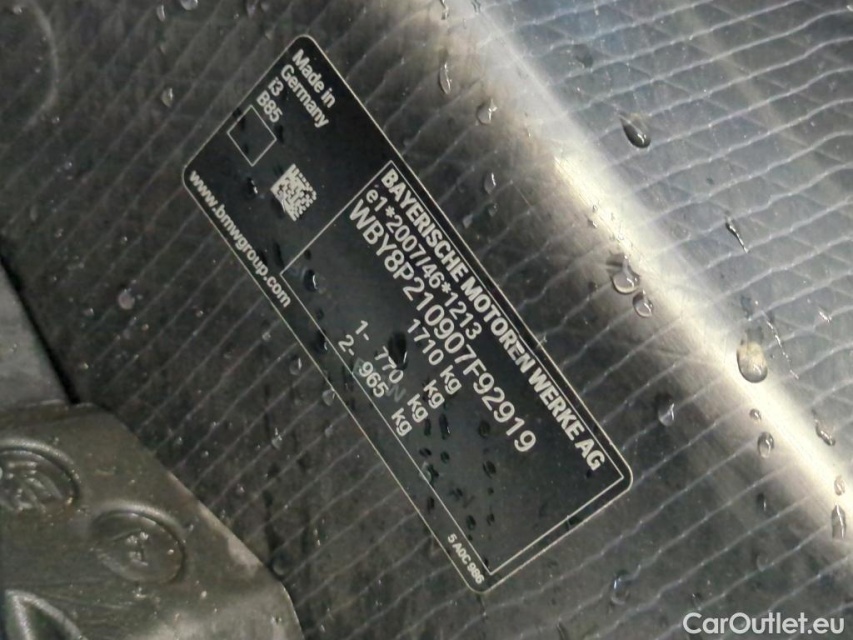 Made in
Germany
i3
B85
www.bmwgroup.com
BAYERISCHE MOTOREN WERKE AG
e1*2007/46*1213
WBY8P210907F92919
1710 kg
1- 770 kg
2- 965 kg
5 A0C 986
CarOutlet.eu